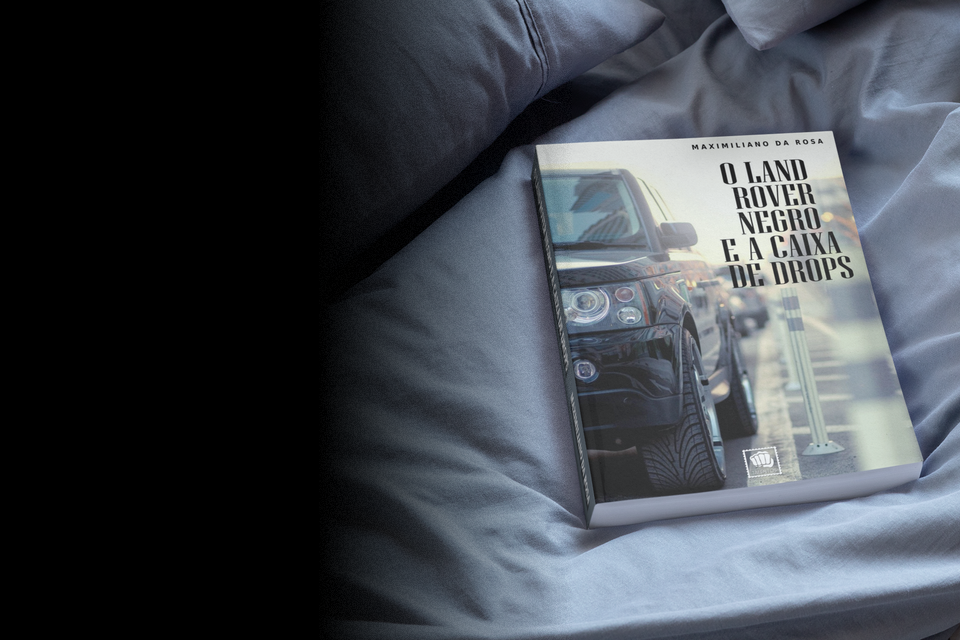 MAXIMILIANO DA ROSA
O LAND
ROVER
NEGRO
E A CAIXA
DE DROPS